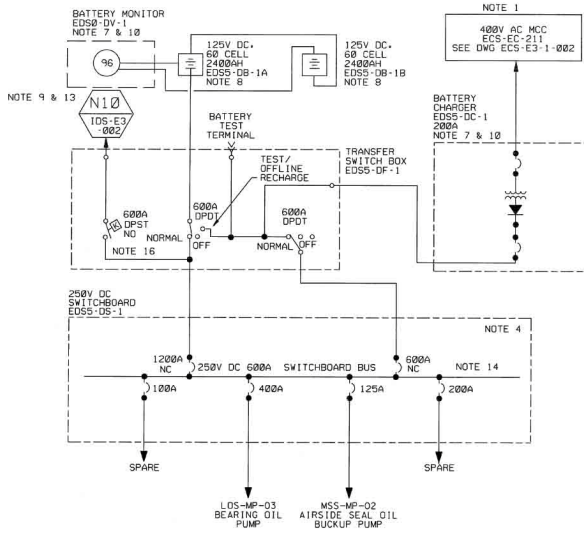 BATTERY MONITOR
EDS0-DV-1
NOTE 7 & 10
96
125V DC.
60 CELL
2400AH
EDS5-DB-1A
NOTE 8
125V DC.
60 CELL
2400AH
EDS5-DB-1B
NOTE 8
NOTE 1
400V AC MCC
ECS-EC-211
SEE DWG ECS-E3-1-002
NOTE 9 & 13
N10
IDS-E3
-002
BATTERY
TEST
TERMINAL
BATTERY
CHARGER
EDS5-DC-1
200A
NOTE 7 & 10
TEST/
OFFLINE
RECHARGE
TRANSFER
SWITCH BOX
EDS5-DF-1
K
600A
DPST
NO
NOTE 16
600A
DPDT
NORMAL
OFF
600A
DPDT
NORMAL
OFF
250V DC
SWITCHBOARD
EDS5-DS-1
NOTE 4
1200A
NC
250V DC 600A
SWITCHBOARD BUS
600A
NC
NOTE 14
100A
400A
125A
200A
SPARE
SPARE
LOS-MP-03
BEARING OIL
PUMP
MSS-MP-02
AIRSIDE SEAL OIL
BUCKUP PUMP